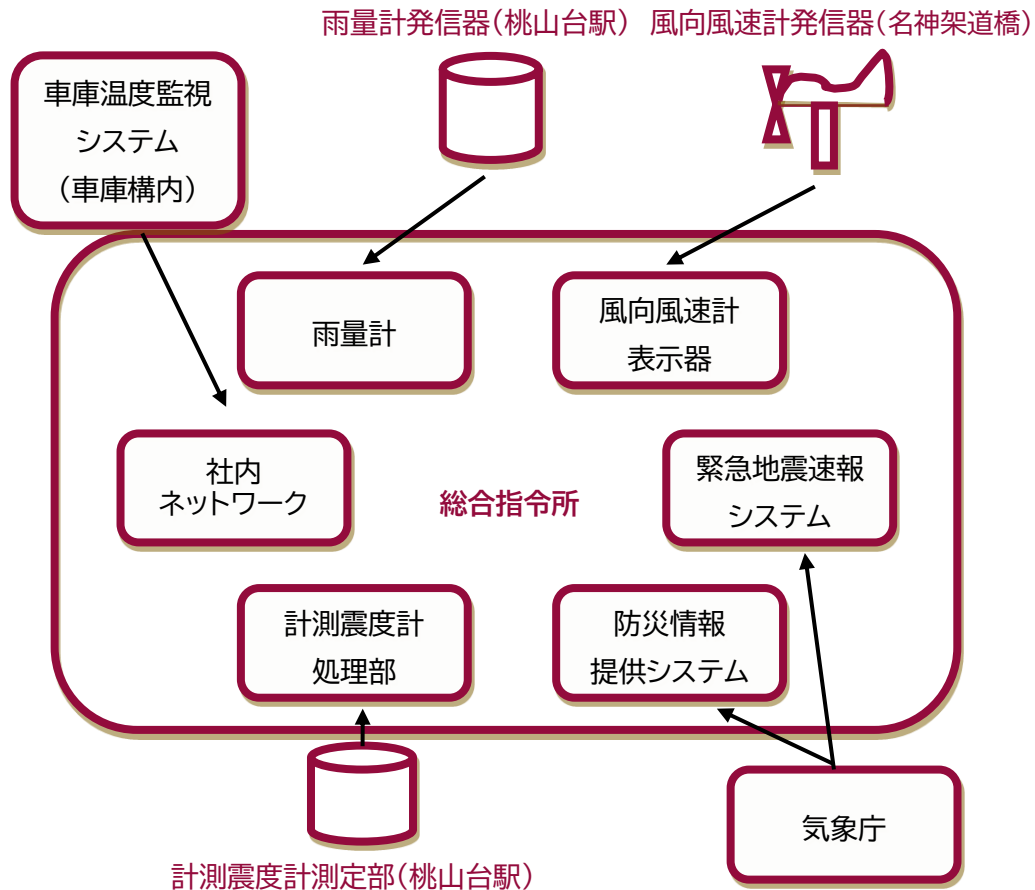 雨量計発信器(桃山台駅)
風向風速計発信器(名神架道橋)
車庫温度監視
システム
(車庫構内)
雨量計
風向風速計
表示器
社内
ネットワーク
総合指令所
緊急地震速報
システム
計測震度計
処理部
防災情報
提供システム
気象庁
計測震度計測定部(桃山台駅)